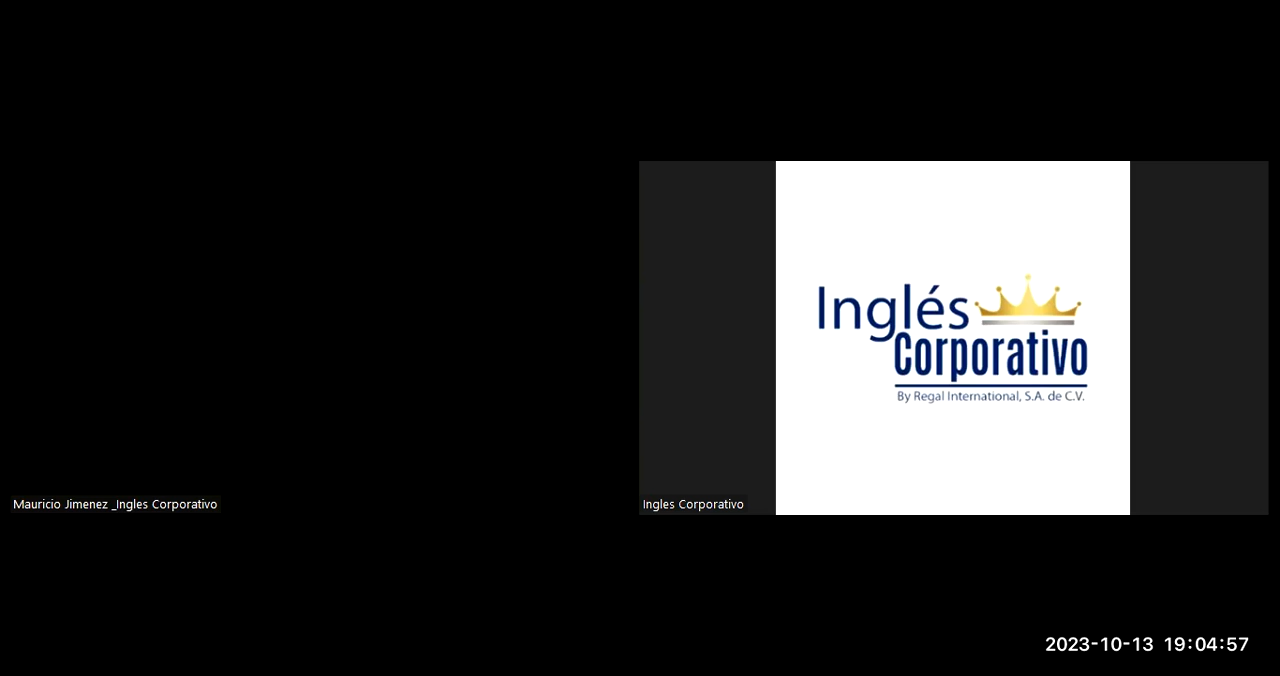 Inglés
Corporativo
By Regal International, S.A. de C.V.
Mauricio Jimenez _Ingles Corporativo
Ingles Corporativo
2023-10-13 19:04:57